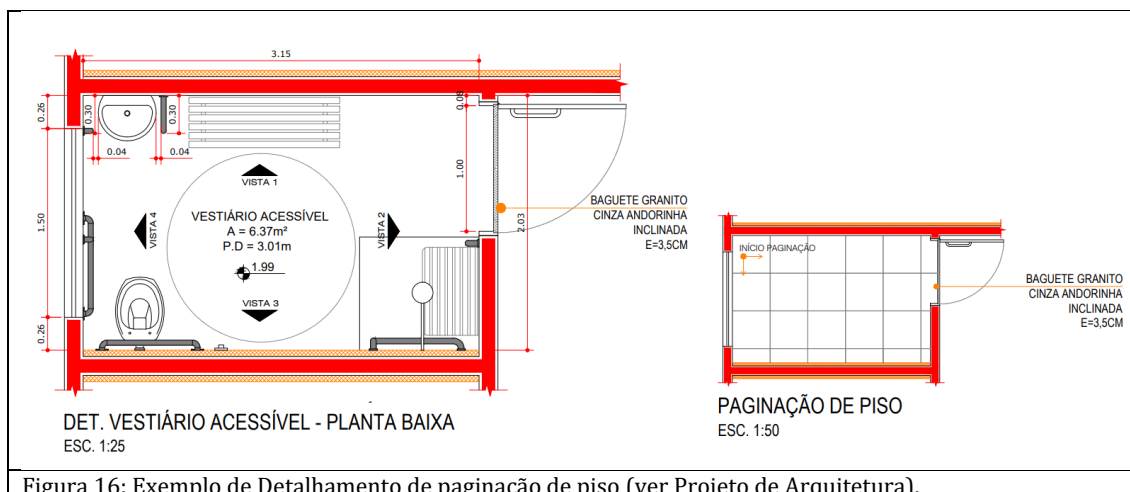 3.15
0.26
0.30
0.30
0.08
0.04
0.04
1.00
VISTA 1
1.50
VISTA 4
VESTIÁRIO ACESSÍVEL
A = 6.37m²
P.D = 3.01m
1.99
VISTA 2
2.03
VISTA 3
0.26
BAGUETE GRANITO
CINZA ANDORINHA
INCLINADA
E=3,5CM
INÍCIO PAGINAÇÃO
BAGUETE GRANITO
CINZA ANDORINHA
INCLINADA
E=3,5CM
DET. VESTIÁRIO ACESSÍVEL - PLANTA BAIXA
ESC. 1:25
PAGINAÇÃO DE PISO
ESC. 1:50
Figura 16: Exemplo de Detalhamento de paginação de piso (ver Projeto de Arquitetura).